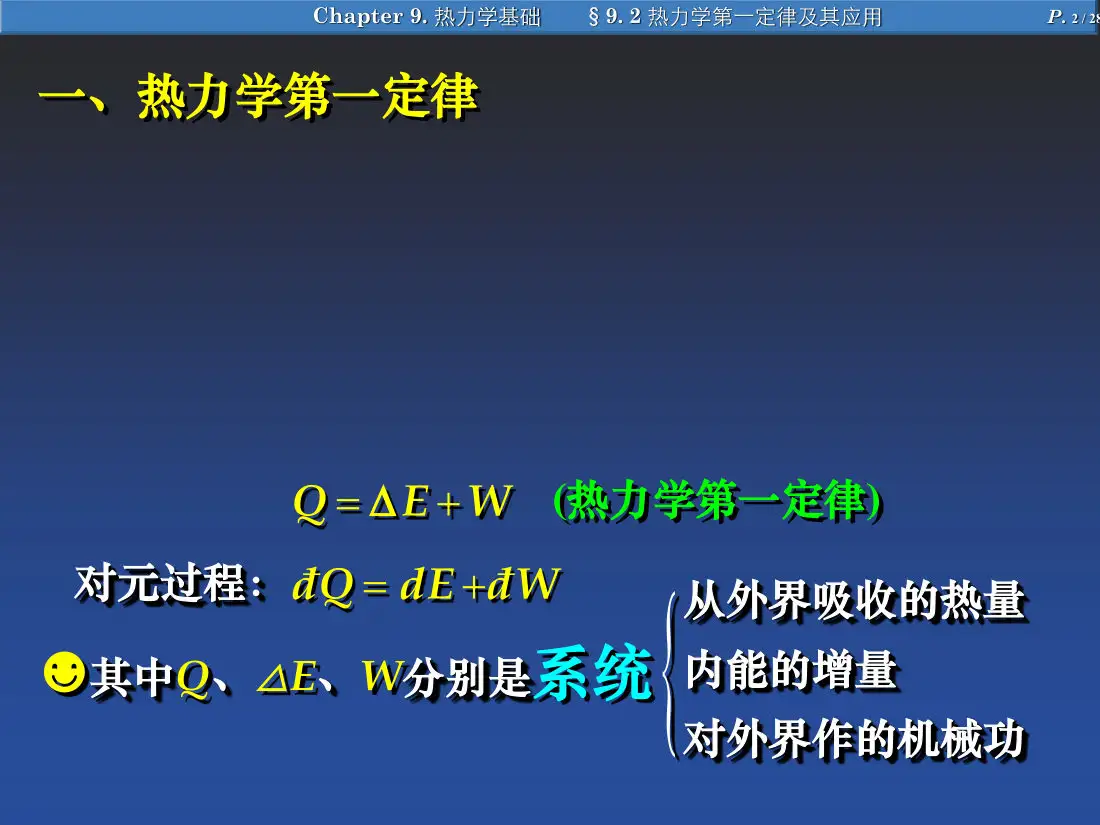 Chapter 9. 热力学基础 §9. 2 热力学第一定律及其应用 P. 2 / 28
一、热力学第一定律
Q = Δ E + W (热力学第一定律)
对元过程: đQ = dE + đW
其中Q、△E、W分别是系统
从外界吸收的热量
内能的增量
对外界作的机械功